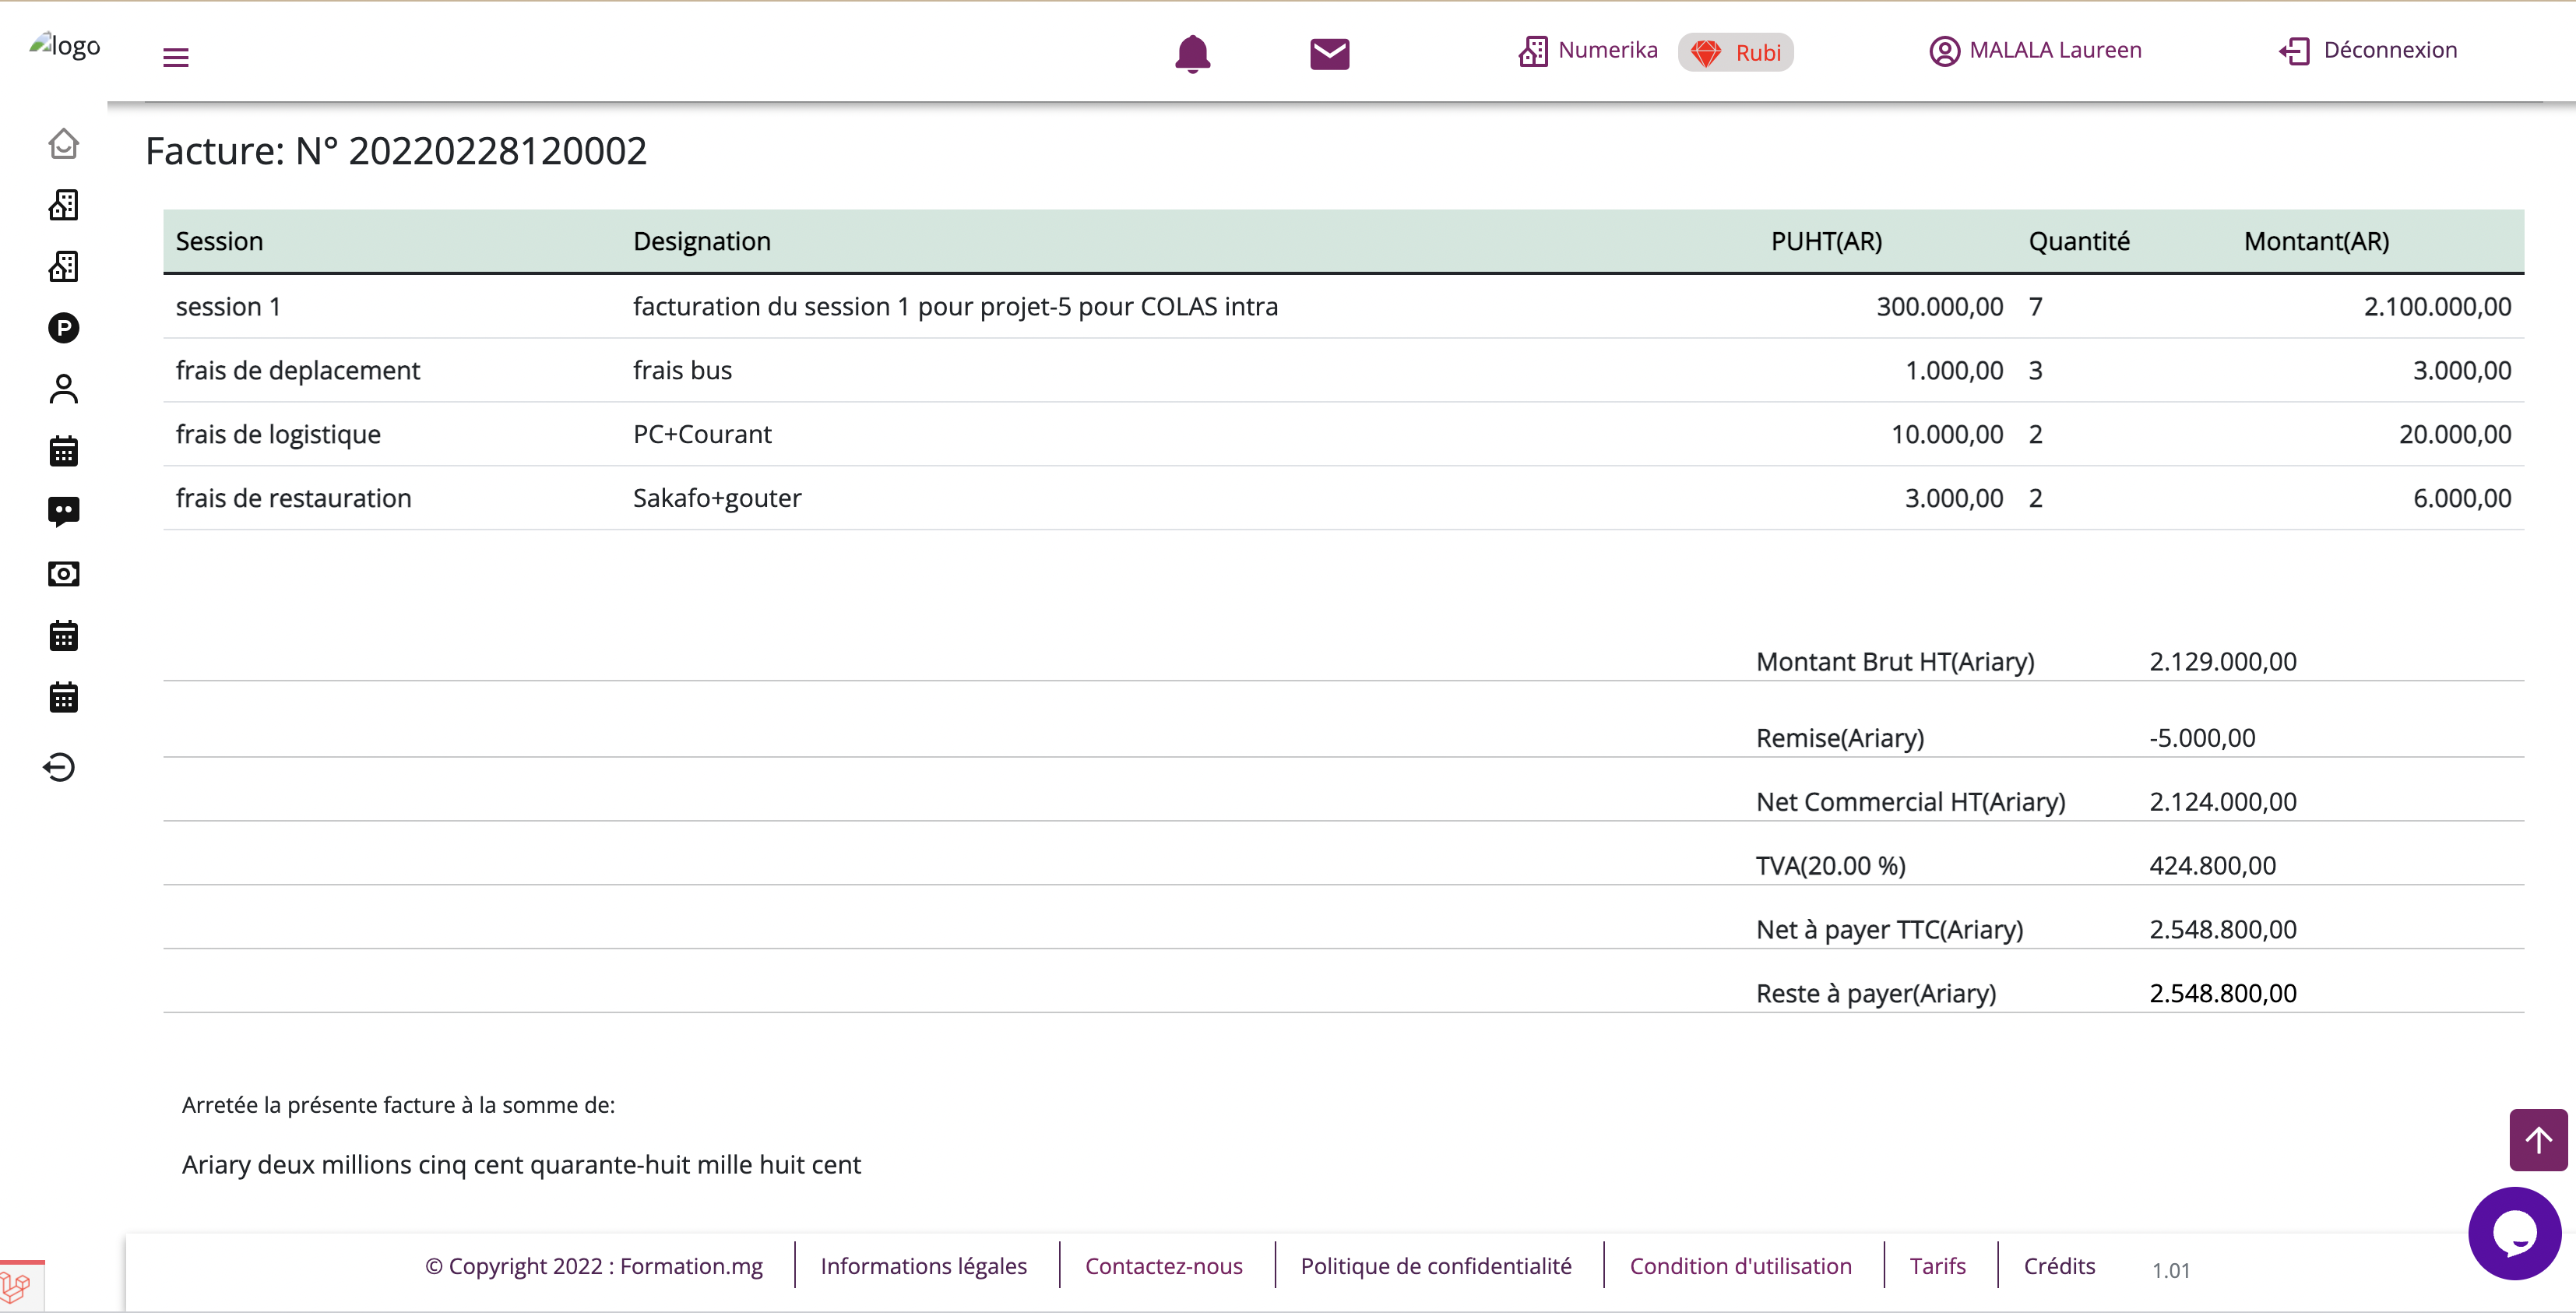 logo
Numerika Rubi MALALA Laureen Déconnexion
Facture: N° 20220228120002
Session Designation PUHT(AR) Quantité Montant(AR)
session 1 facturation du session 1 pour projet-5 pour COLAS intra 300.000,00 7 2.100.000,00
frais de deplacement frais bus 1.000,00 3 3.000,00
frais de logistique PC+Courant 10.000,00 2 20.000,00
frais de restauration Sakafo+gouter 3.000,00 2 6.000,00
Montant Brut HT(Ariary) 2.129.000,00
Remise(Ariary) -5.000,00
Net Commercial HT(Ariary) 2.124.000,00
TVA(20.00 %) 424.800,00
Net à payer TTC(Ariary) 2.548.800,00
Reste à payer(Ariary) 2.548.800,00
Arretée la présente facture à la somme de:
Ariary deux millions cinq cent quarante-huit mille huit cent
© Copyright 2022 : Formation.mg Informations légales Contactez-nous Politique de confidentialité Condition d'utilisation Tarifs Crédits 1.01